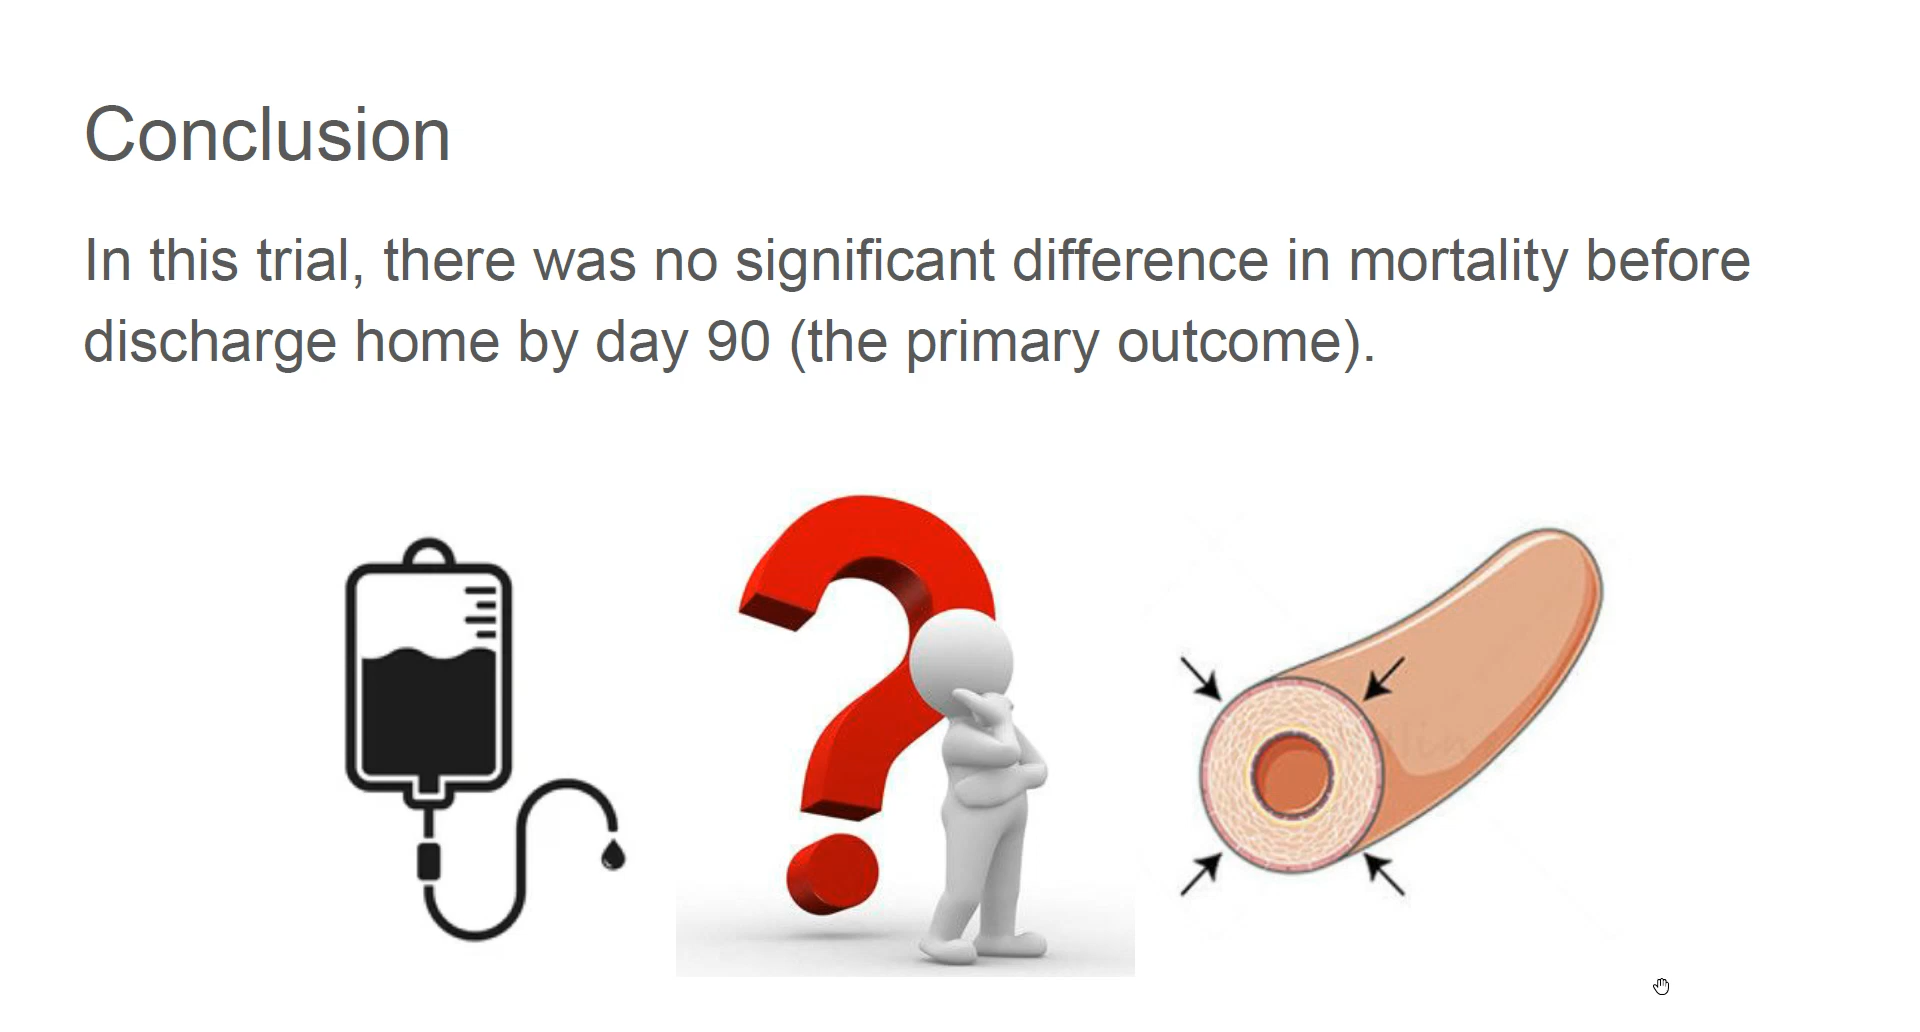 Conclusion
In this trial, there was no significant difference in mortality before
discharge home by day 90 (the primary outcome).